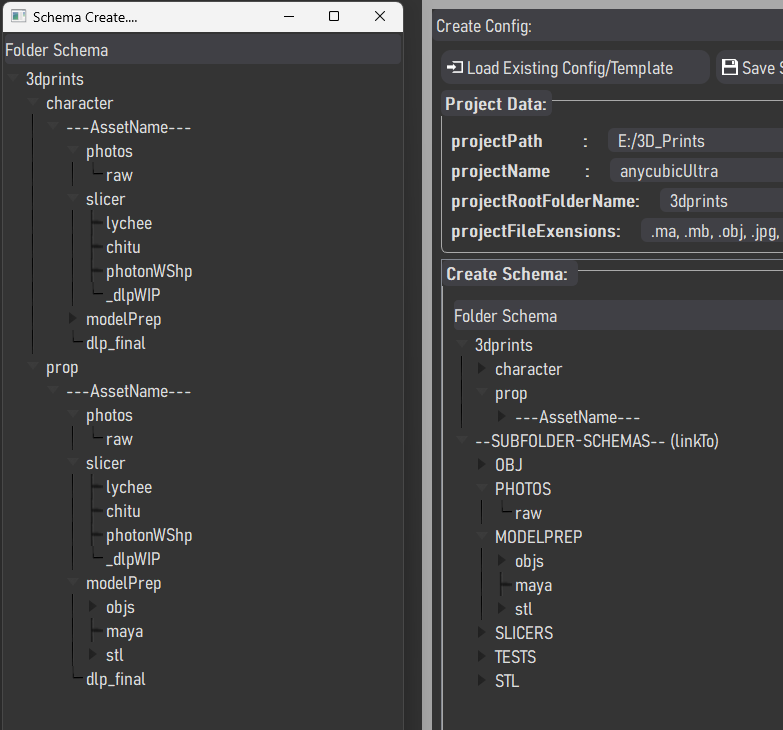 Schema Create....
Folder Schema
3dprints
character
---AssetName---
photos
raw
slicer
lychee
chitu
photonWShp
_dlpWIP
modelPrep
dlp_final
prop
---AssetName---
photos
raw
slicer
lychee
chitu
photonWShp
_dlpWIP
modelPrep
objs
maya
stl
dlp_final
Create Config:
Load Existing Config/Template
Save S
Project Data:
projectPath : E:/3D_Prints
projectName : anycubicUltra
projectRootFolderName: 3dprints
projectFileExensions: .ma, .mb, .obj, .jpg,
Create Schema:
Folder Schema
3dprints
character
prop
---AssetName---
--SUBFOLDER-SCHEMAS-- (linkTo)
OBJ
PHOTOS
raw
MODELPREP
objs
maya
stl
SLICERS
TESTS
STL